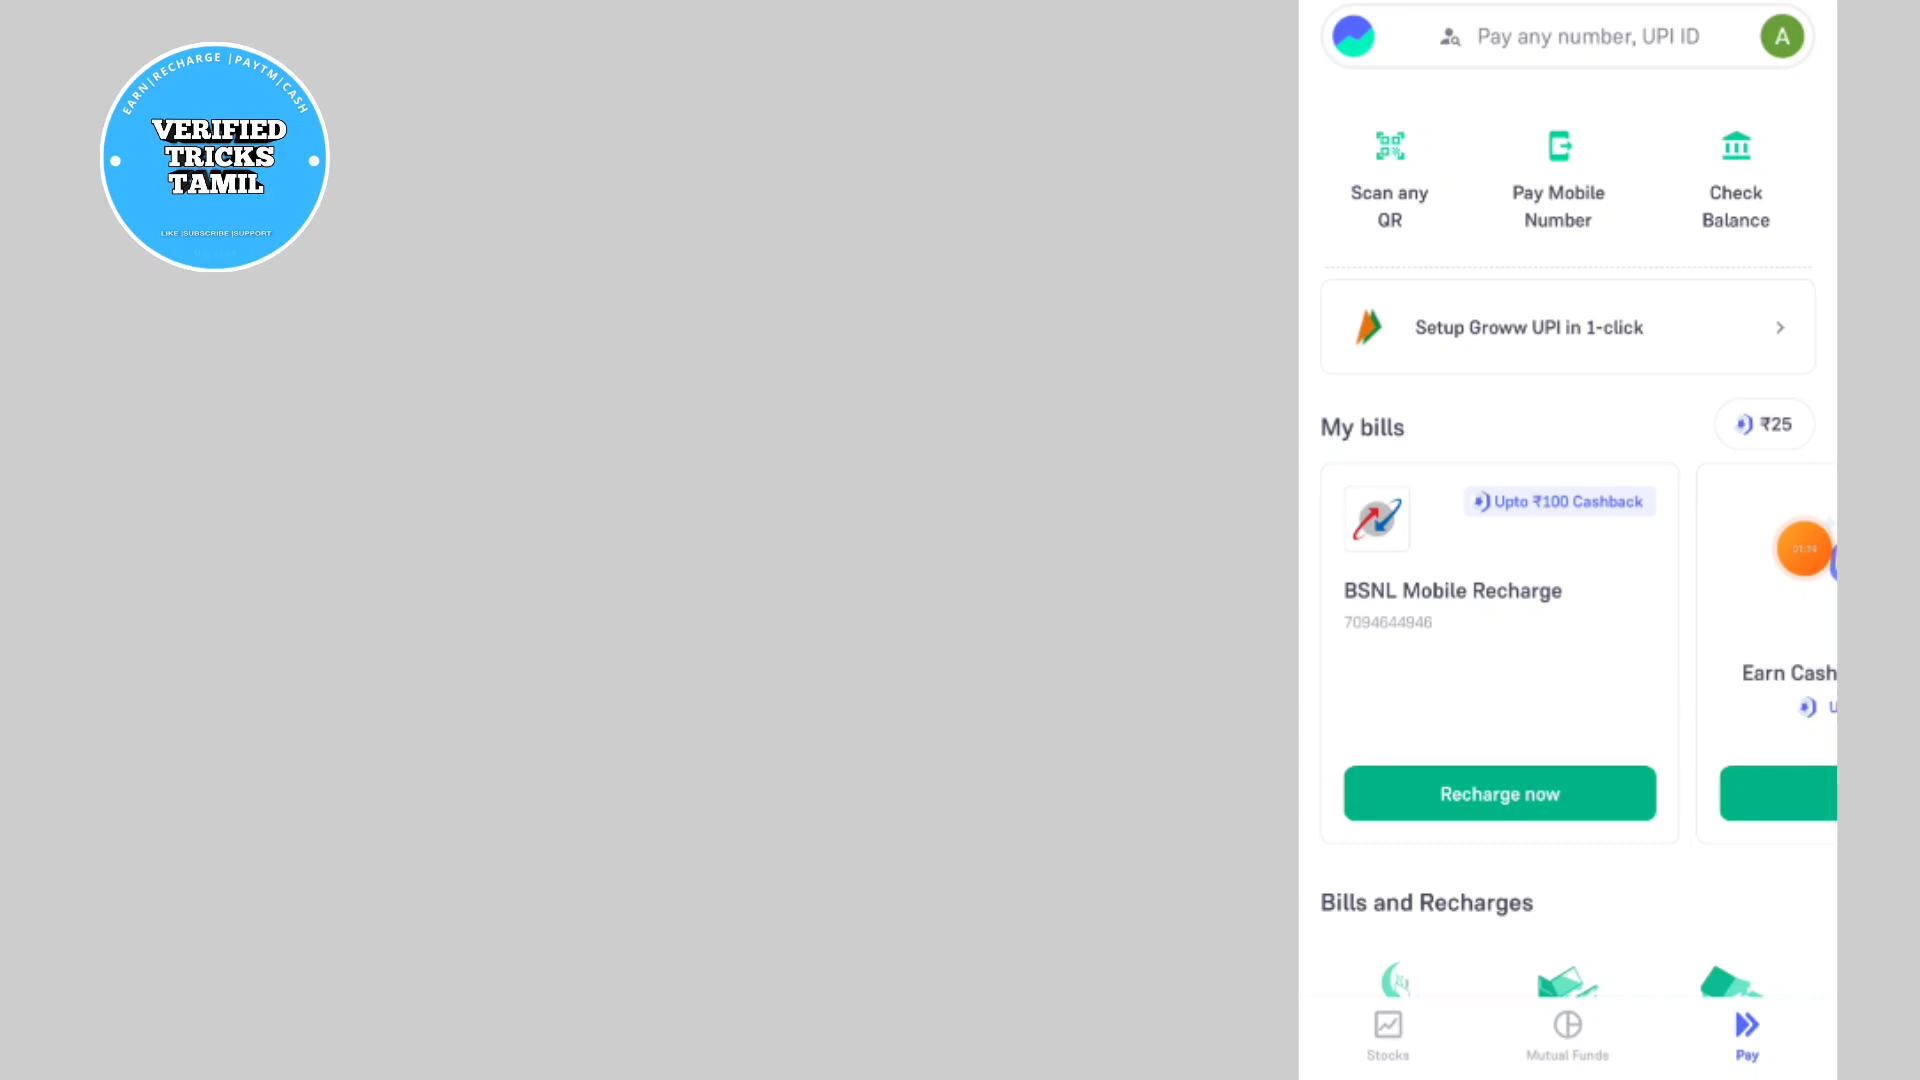 EARN|RECHARGE |PAYTM|CASH
VERIFIED
TRICKS
TAMIL
LIKE |SUBSCRIBE |SUPPORT
Pay any number, UPI ID
A
Scan any
QR
Pay Mobile
Number
Check
Balance
Setup Groww UPI in 1-click
My bills
₹25
Upto ₹100 Cashback
BSNL Mobile Recharge
7094644946
Recharge now
Earn Cash
Bills and Recharges
Stocks
Mutual Funds
Pay